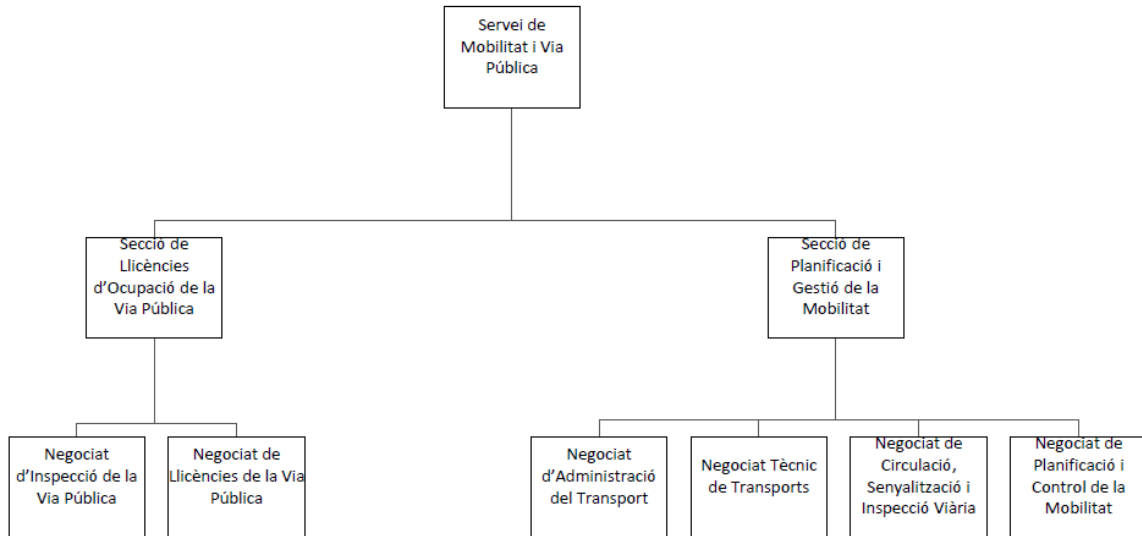 Servei de
Mobilitat i Via
Pública
Secció de
Llicències
d'Ocupació de la
Via Pública
Secció de
Planificació i
Gestió de la
Mobilitat
Negociat
d'Inspecció de la
Via Pública
Negociat de
Llicències de la Via
Pública
Negociat
d'Administració
del Transport
Negociat Tècnic
de Transports
Negociat de
Circulació,
Senyalització i
Inspecció Viària
Negociat de
Planificació i
Control de la
Mobilitat